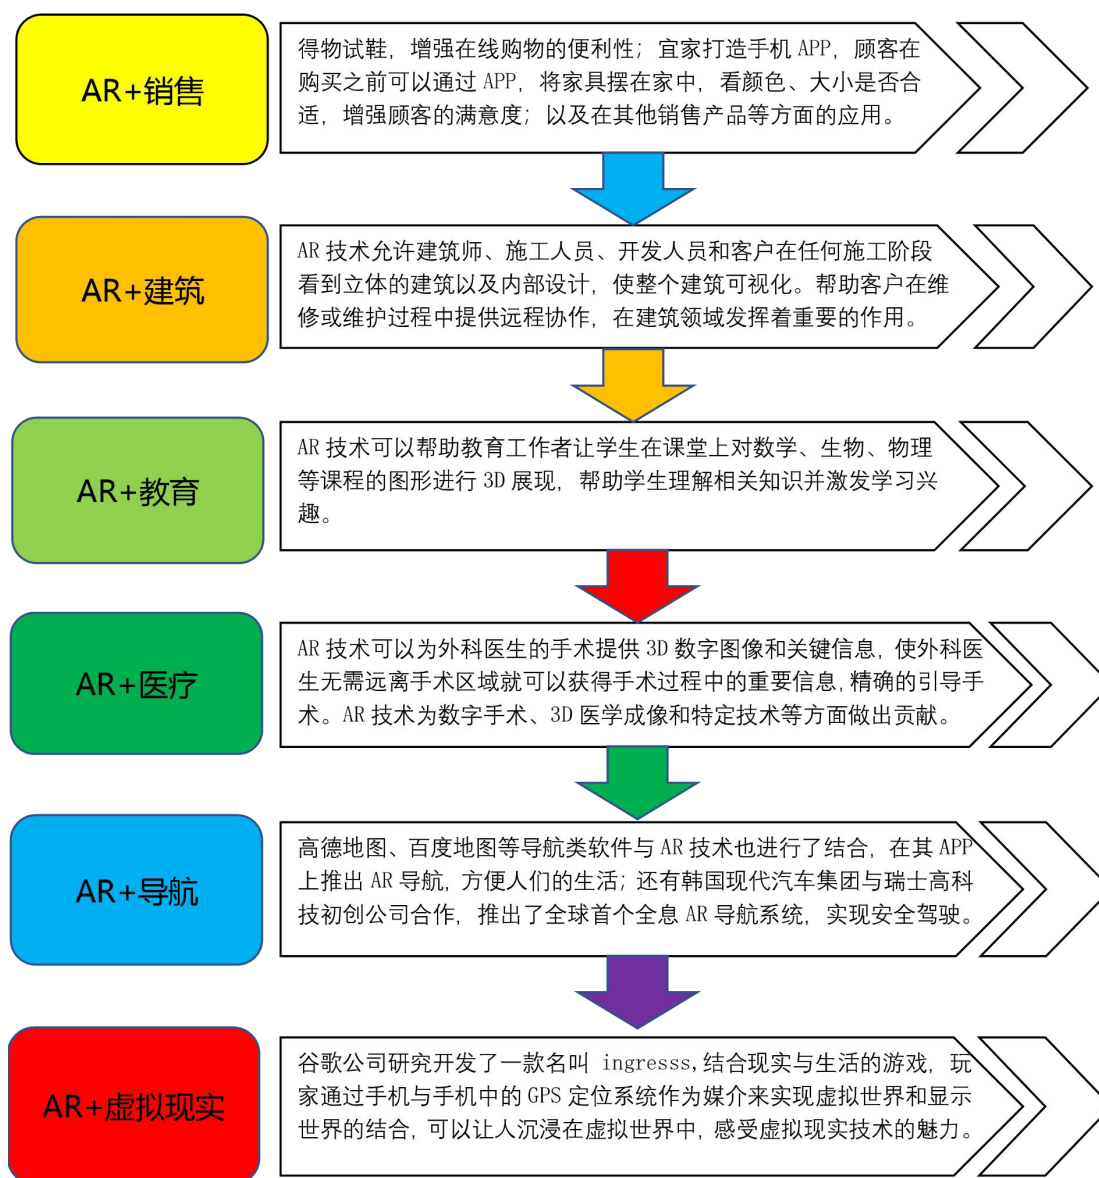 AR+销售
得物试鞋，增强在线购物的便利性；宜家打造手机 APP，顾客在
购买之前可以通过 APP，将家具摆在家中，看颜色、大小是否合
适，增强顾客的满意度；以及在其他销售产品等方面的应用。
AR+建筑
AR 技术允许建筑师、施工人员、开发人员和客户在任何施工阶段
看到立体的建筑以及内部设计，使整个建筑可视化。帮助客户在维
修或维护过程中提供远程协作，在建筑领域发挥着重要的作用。
AR+教育
AR 技术可以帮助教育工作者让学生在课堂上对数学、生物、物理
等课程的图形进行 3D 展现，帮助学生理解相关知识并激发学习兴
趣。
AR+医疗
AR 技术可以为外科医生的手术提供 3D 数字图像和关键信息，使外科医
生无需远离手术区域就可以获得手术过程中的重要信息，精确的引导手
术。AR 技术为数字手术、3D 医学成像和特定技术等方面做出贡献。
AR+导航
高德地图、百度地图等导航类软件与 AR 技术也进行了结合，在其 APP
上推出 AR 导航，方便人们的生活；还有韩国现代汽车集团与瑞士高科
技初创公司合作，推出了全球首个全息 AR 导航系统，实现安全驾驶。
AR+虚拟现实
谷歌公司研究开发了一款名叫 ingresss，结合现实与生活的游戏，玩
家通过手机与手机中的 GPS 定位系统作为媒介来实现虚拟世界和显示
世界的结合，可以让人沉浸在虚拟世界中，感受虚拟现实技术的魅力。